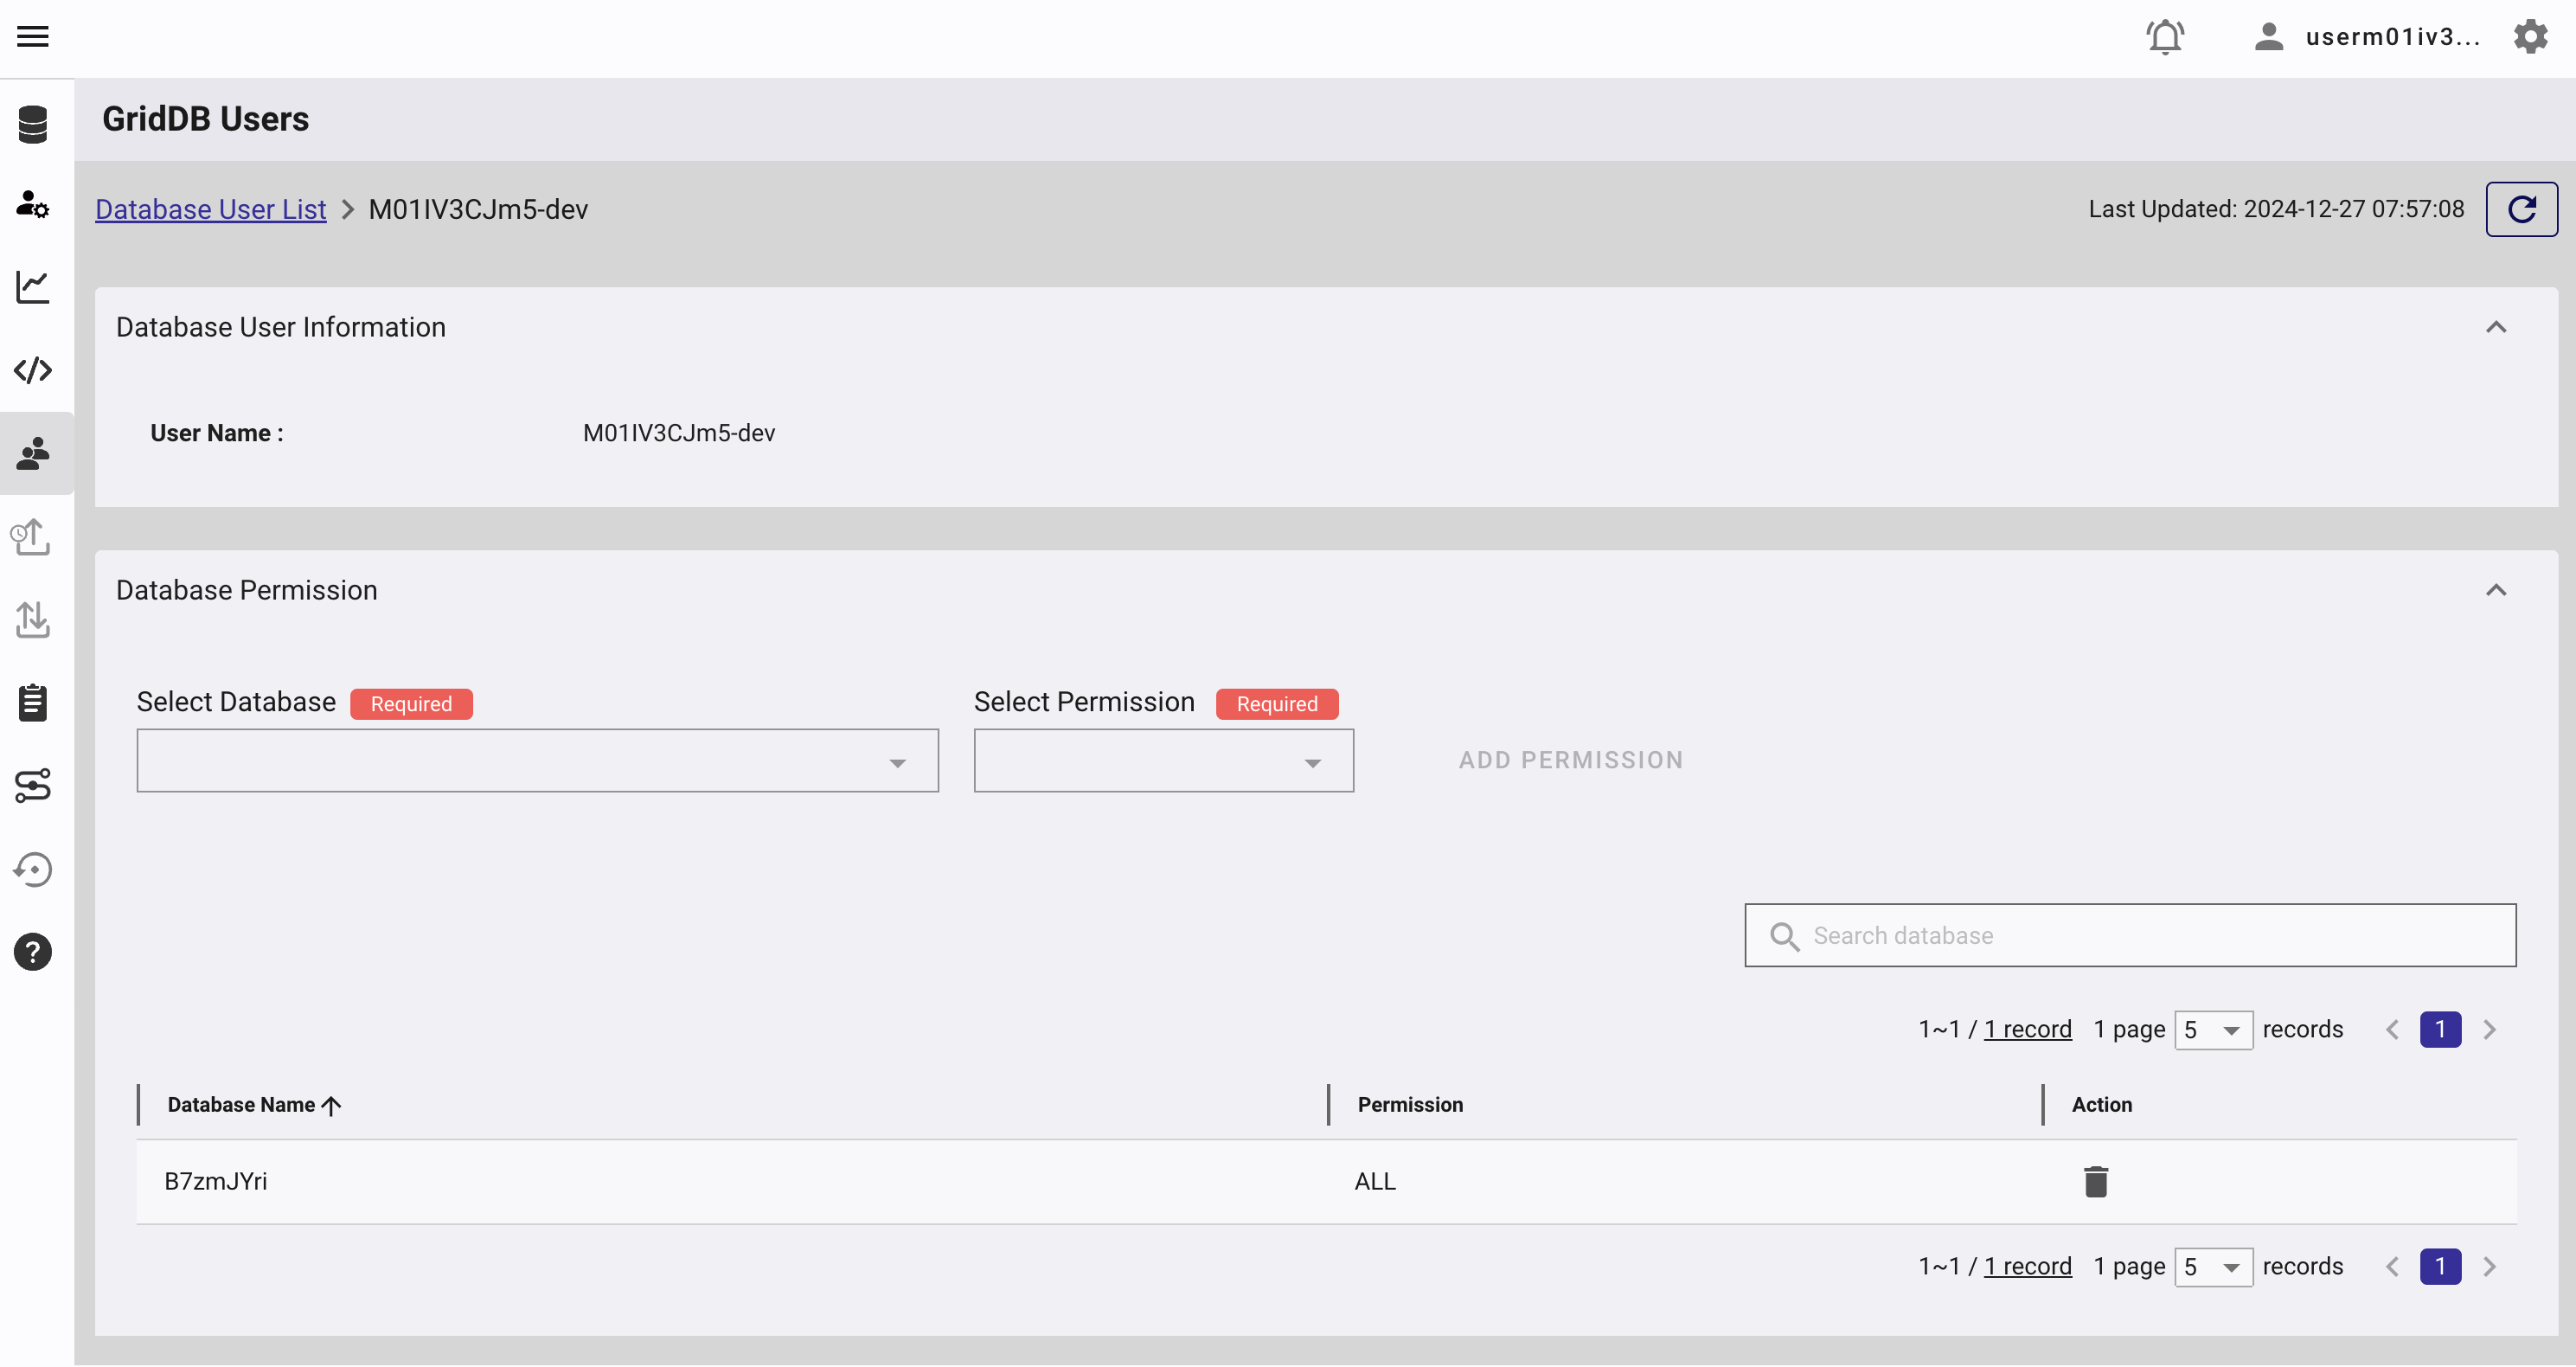 userm01iv3...
GridDB Users
Database User List > M01IV3CJm5-dev
Last Updated: 2024-12-27 07:57:08
Database User Information
User Name :
M01IV3CJm5-dev
Database Permission
Select Database Required
Select Permission Required
ADD PERMISSION
Search database
1~1 / 1 record 1 page 5 records 1
Database Name Permission Action
B7zmJYri ALL
1~1 / 1 record 1 page 5 records 1